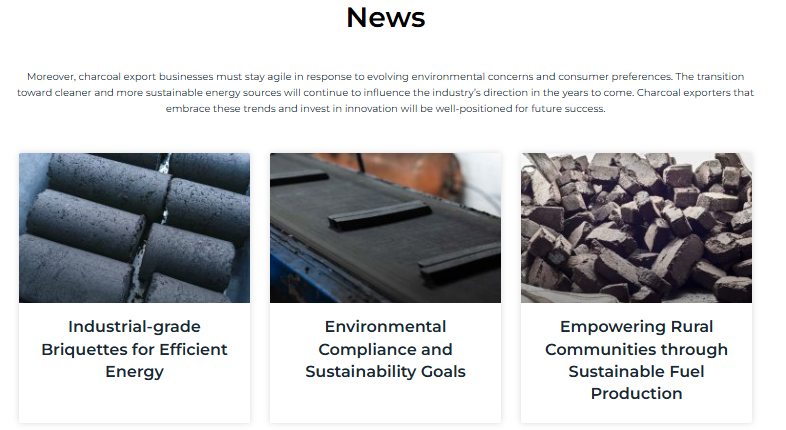 News
Moreover, charcoal export businesses must stay agile in response to evolving environmental concerns and consumer preferences. The transition
toward cleaner and more sustainable energy sources will continue to influence the industry's direction in the years to come. Charcoal exporters that
embrace these trends and invest in innovation will be well-positioned for future success.
Industrial-grade
Briquettes for Efficient
Energy
Environmental
Compliance and
Sustainability Goals
Empowering Rural
Communities through
Sustainable Fuel
Production